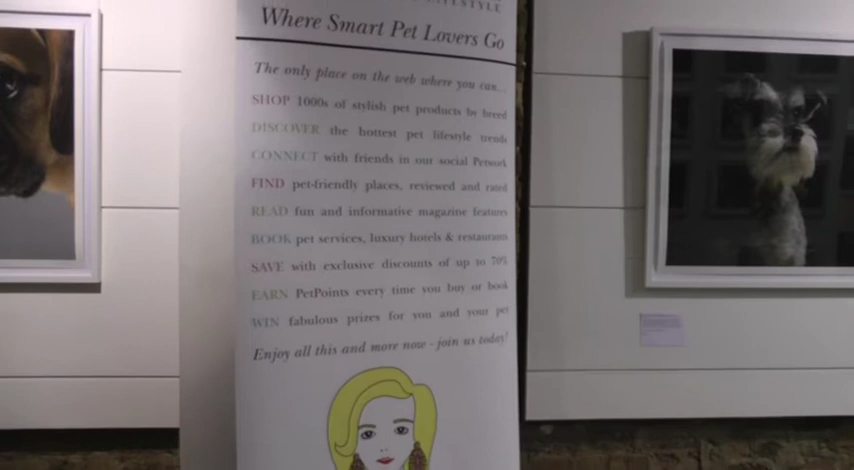 LIFESTYLE
Where Smart Pet Lovers Go
The only place on the web where you can...
SHOP 1000s of stylish pet products by breed
DISCOVER the hottest pet lifestyle trends
CONNECT with friends in our social Petwork
FIND pet-friendly places, reviewed and rated
READ fun and informative magazine features
BOOK pet services, luxury hotels & restaurants
SAVE with exclusive discounts of up to 70%
EARN PetPoints every time you buy or book
WIN fabulous prizes for you and your pet
Enjoy all this and more now - join us today!